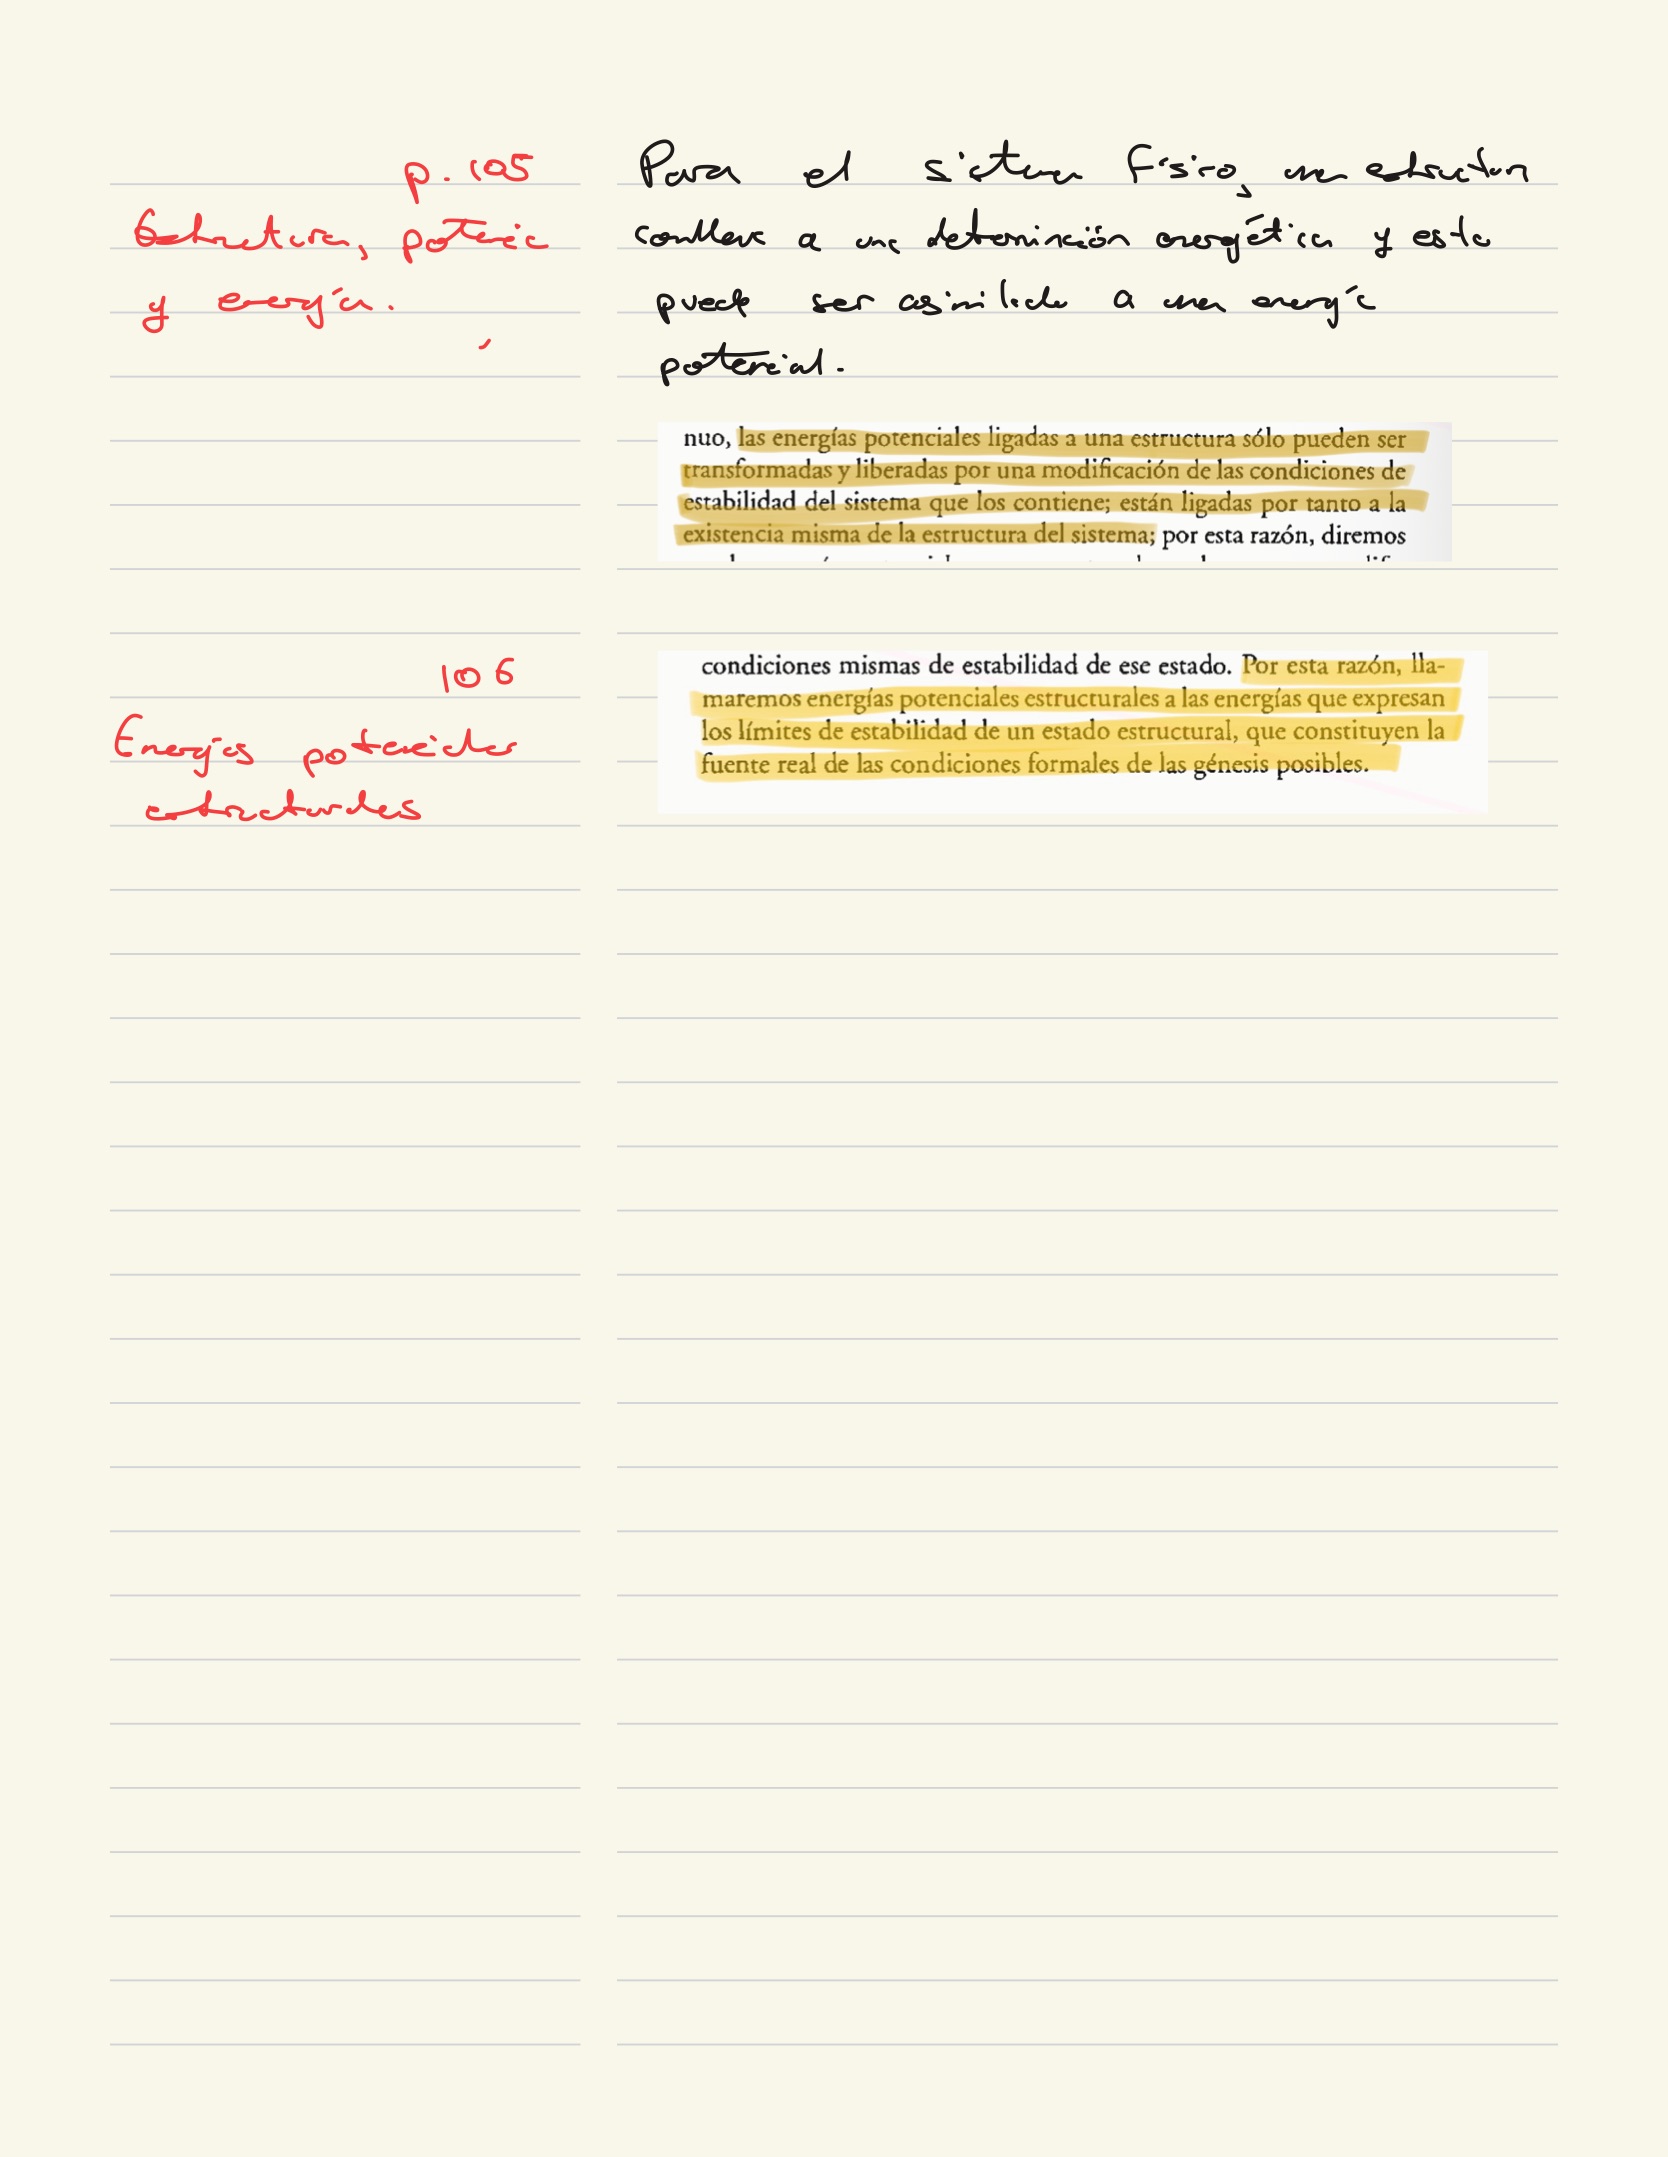 p. 105
Estructura, potencia
y energía.
Para el sistema físico, una estructura
conlleva a una determinación energética y esto
puede ser asimilado a una energía
potencial.
nuo, las energías potenciales ligadas a una estructura sólo pueden ser
transformadas y liberadas por una modificación de las condiciones de
estabilidad del sistema que los contiene; están ligadas por tanto a la
existencia misma de la estructura del sistema; por esta razón, diremos
106
Energías potenciales
estructurales
condiciones mismas de estabilidad de ese estado. Por esta razón, lla-
maremos energías potenciales estructurales a las energías que expresan
los límites de estabilidad de un estado estructural, que constituyen la
fuente real de las condiciones formales de las génesis posibles.